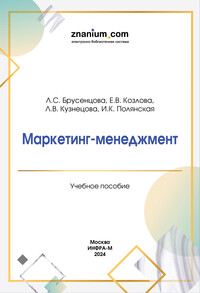 znanium.com
электронно-библиотечная система
Л.С. Брусенцова, Е.В. Козлова,
Л.В. Кузнецова, И.К. Полянская
Маркетинг-менеджмент
Учебное пособие
Москва
ИНФРА-М
2024